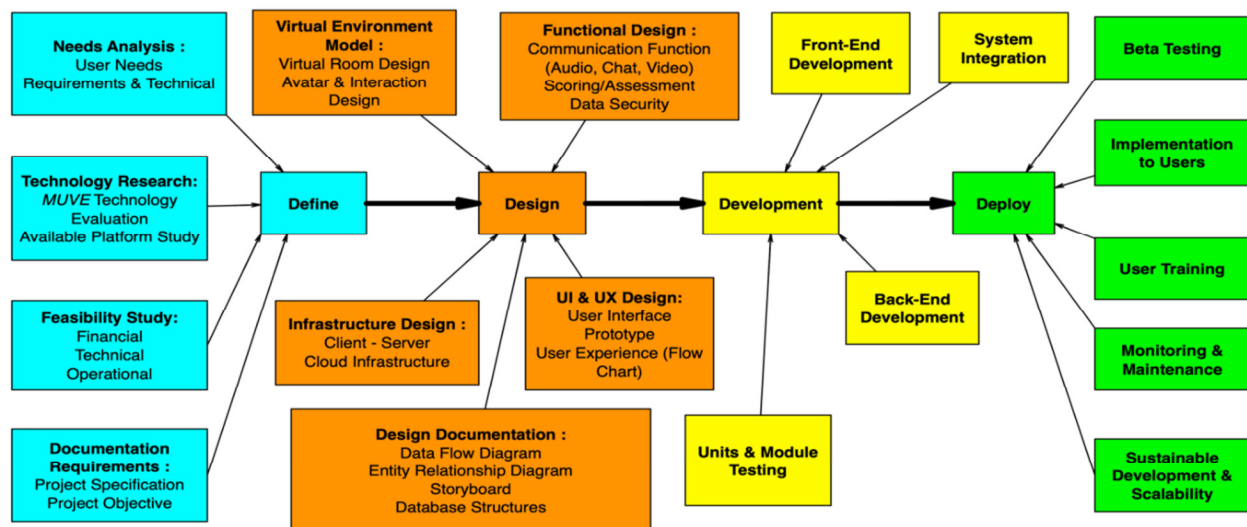 Needs Analysis :
User Needs
Requirements & Technical
Virtual Environment
Model :
Virtual Room Design
Avatar & Interaction
Design
Functional Design :
Communication Function
(Audio, Chat, Video)
Scoring/Assessment
Data Security
Front-End
Development
System
Integration
Beta Testing
Technology Research:
MUVE Technology
Evaluation
Available Platform Study
Define
Design
Development
Deploy
Implementation
to Users
User Training
Feasibility Study:
Financial
Technical
Operational
Infrastructure Design :
Client - Server
Cloud Infrastructure
UI & UX Design:
User Interface
Prototype
User Experience (Flow
Chart)
Back-End
Development
Monitoring &
Maintenance
Documentation
Requirements :
Project Specification
Project Objective
Design Documentation :
Data Flow Diagram
Entity Relationship Diagram
Storyboard
Database Structures
Units & Module
Testing
Sustainable
Development &
Scalability